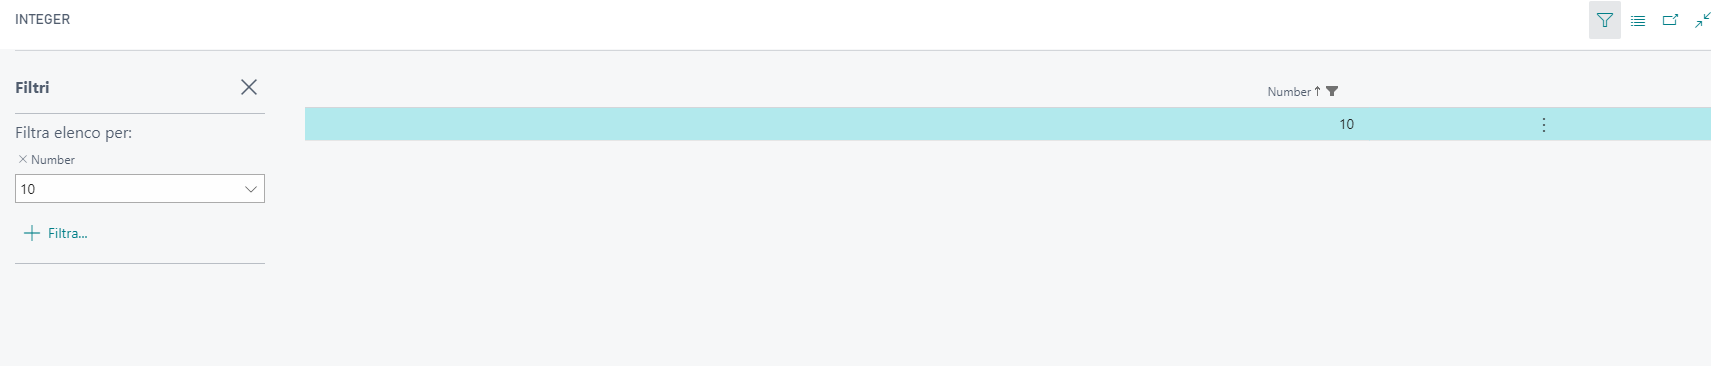 INTEGER
Filtri
Filtra elenco per:
Number
10
Filtra...
Number
10